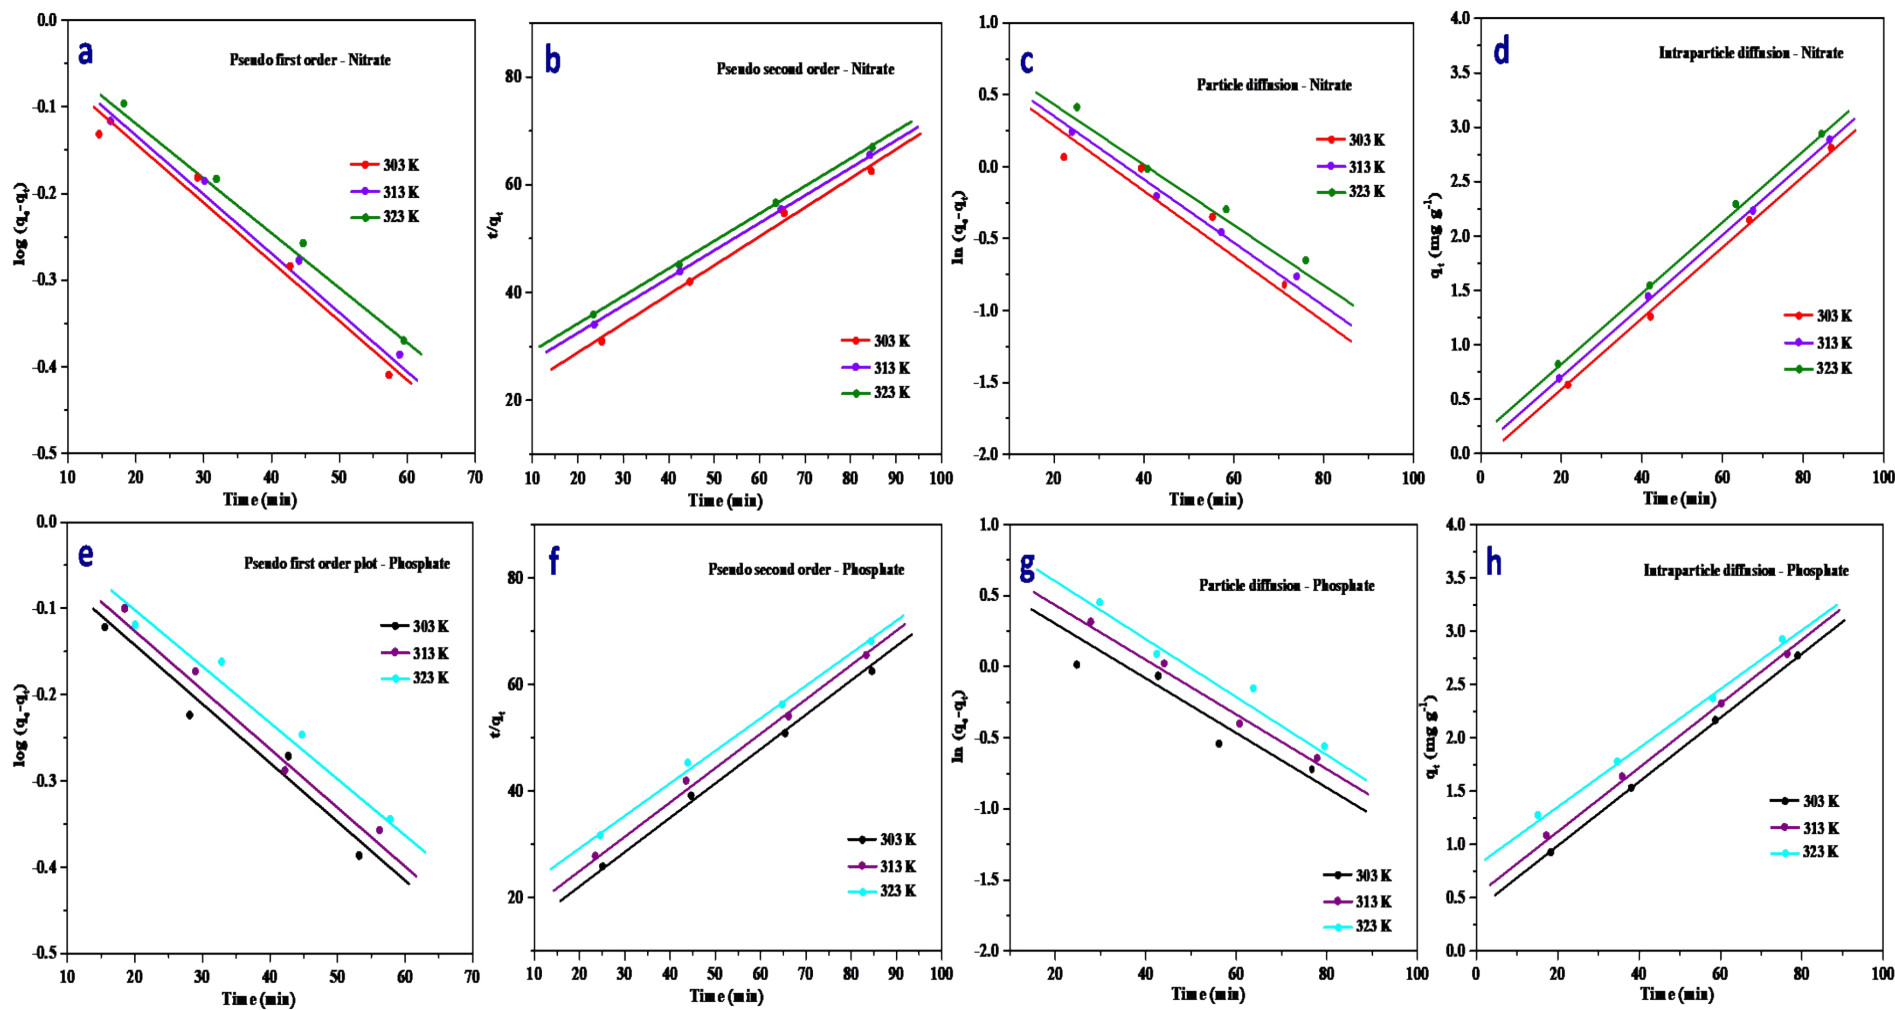 a
Pseudo first order - Nitrate
303 K
313 K
323 K
log (qe-qt)
0.0
-0.1
-0.2
-0.3
-0.4
-0.5
10 20 30 40 50 60 70
Time (min)
b
Pseudo second order - Nitrate
303 K
313 K
323 K
t/qt
80
60
40
20
10 20 30 40 50 60 70 80 90 100
Time (min)
c
Particle diffusion - Nitrate
303 K
313 K
323 K
ln (qe-qt)
1.0
0.5
0.0
-0.5
-1.0
-1.5
-2.0
20 40 60 80 100
Time (min)
d
Intraparticle diffusion - Nitrate
303 K
313 K
323 K
qt (mg g-1)
4.0
3.5
3.0
2.5
2.0
1.5
1.0
0.5
0.0
0 20 40 60 80 100
Time (min)
e
Pseudo first order plot - Phosphate
303 K
313 K
323 K
log (qe-qt)
0.0
-0.1
-0.2
-0.3
-0.4
-0.5
10 20 30 40 50 60 70
Time (min)
f
Pseudo second order - Phosphate
303 K
313 K
323 K
t/qt
80
60
40
20
10 20 30 40 50 60 70 80 90 100
Time (min)
g
Particle diffusion - Phosphate
303 K
313 K
323 K
ln (qe-qt)
1.0
0.5
0.0
-0.5
-1.0
-1.5
-2.0
20 40 60 80 100
Time (min)
h
Intraparticle diffusion - Phosphate
303 K
313 K
323 K
qt (mg g-1)
4.0
3.5
3.0
2.5
2.0
1.5
1.0
0.5
0.0
0 20 40 60 80 100
Time (min)